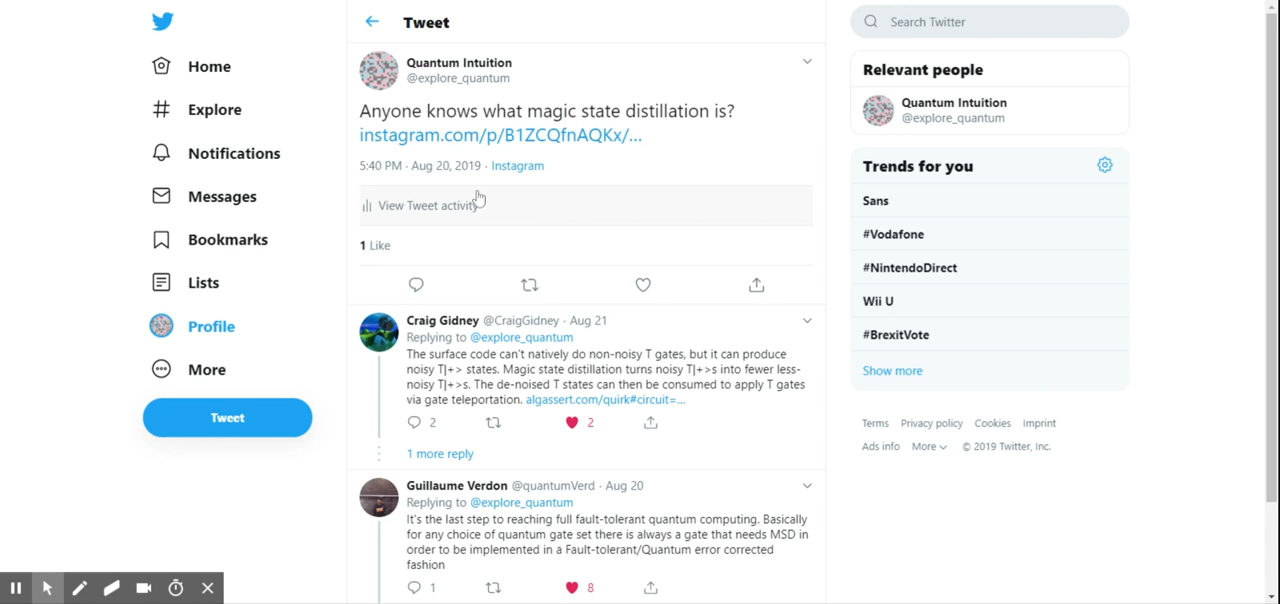 Home
Explore
Notifications
Messages
Bookmarks
Lists
Profile
More
Tweet
Tweet
Quantum Intuition
@explore_quantum
Anyone knows what magic state distillation is?
instagram.com/p/B1ZCQfnAQKx/...
5:40 PM · Aug 20, 2019 · Instagram
View Tweet activity
1 Like
Craig Gidney @CraigGidney · Aug 21
Replying to @explore_quantum
The surface code can't natively do non-noisy T gates, but it can produce
noisy T|+> states. Magic state distillation turns noisy T|+>s into fewer less-
noisy T|+>s. The de-noised T states can then be consumed to apply T gates
via gate teleportation. algassert.com/quirk#circuit=...
2 2
1 more reply
Guillaume Verdon @quantumVerd · Aug 20
Replying to @explore_quantum
It's the last step to reaching full fault-tolerant quantum computing. Basically
for any choice of quantum gate set there is always a gate that needs MSD in
order to be implemented in a Fault-tolerant/Quantum error corrected
fashion
1 8
Search Twitter
Relevant people
Quantum Intuition
@explore_quantum
Trends for you
Sans
#Vodafone
#NintendoDirect
Wii U
#BrexitVote
Show more
Terms Privacy policy Cookies Imprint
Ads info More © 2019 Twitter, Inc.